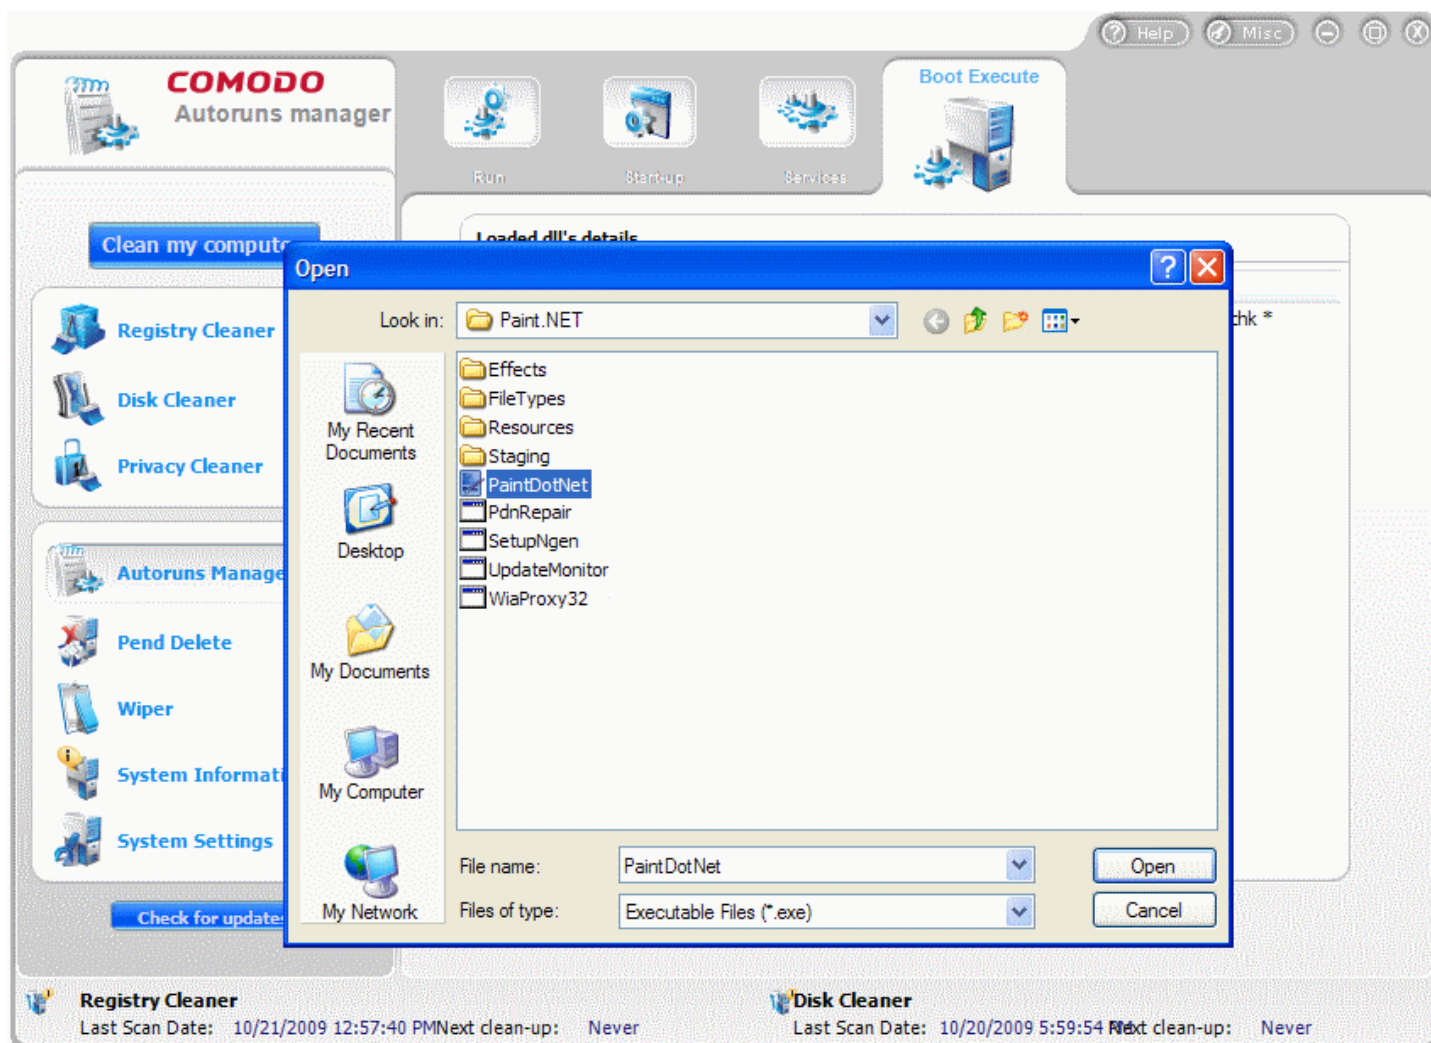 Help
Misc
COMODO
Autoruns manager
Run
Start-up
Services
Boot Execute
Clean my compute
Loaded dll's details
Registry Cleaner
Disk Cleaner
Privacy Cleaner
Autoruns Manage
Pend Delete
Wiper
System Informati
System Settings
Check for updates
Open
Look in:
Paint.NET
chk *
My Recent
Documents
Desktop
My Documents
My Computer
My Network
Effects
FileTypes
Resources
Staging
PaintDotNet
PdnRepair
SetupNgen
UpdateMonitor
WiaProxy32
File name:
PaintDotNet
Open
Files of type:
Executable Files (*.exe)
Cancel
Registry Cleaner
Last Scan Date: 10/21/2009 12:57:40 PM Next clean-up: Never
Disk Cleaner
Last Scan Date: 10/20/2009 5:59:54 Next clean-up: Never